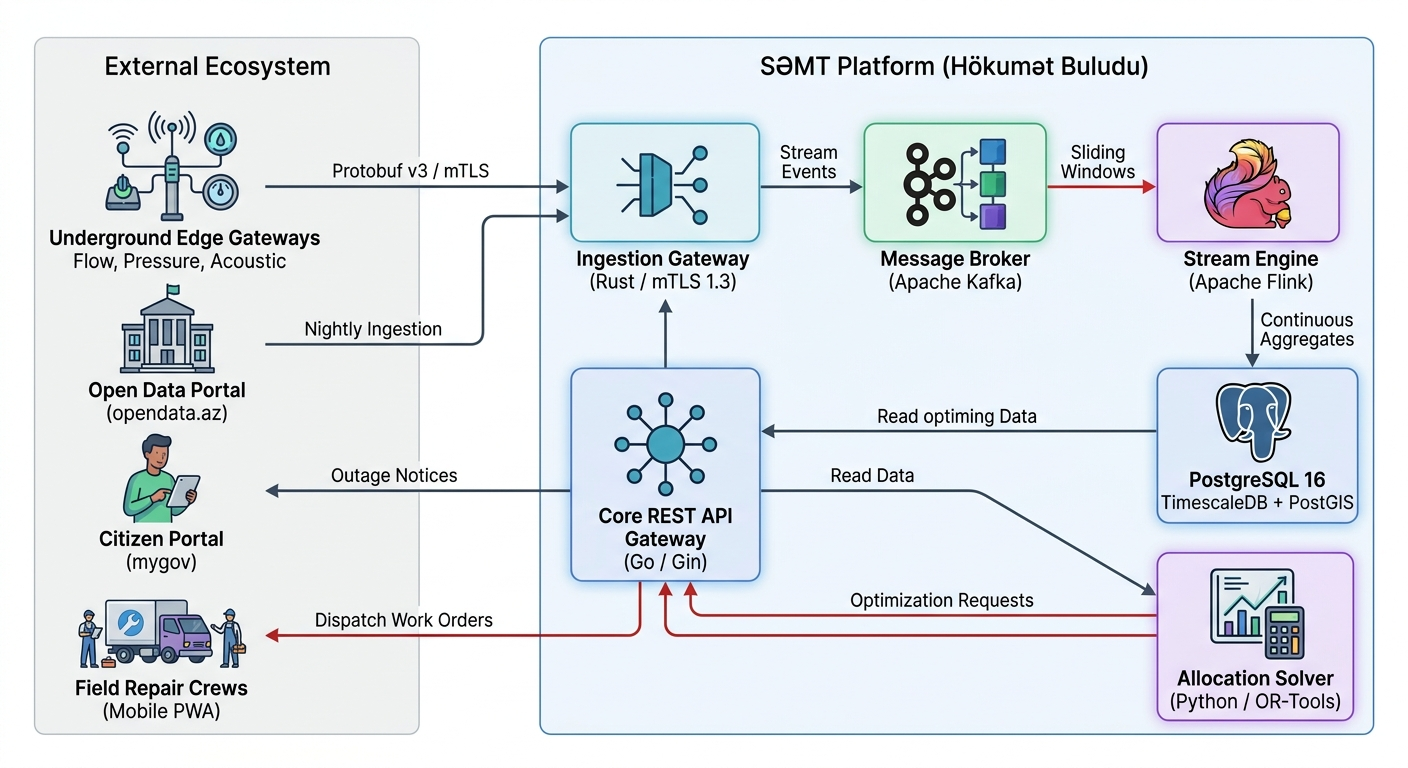 External Ecosystem
Underground Edge Gateways
Flow, Pressure, Acoustic
Open Data Portal
(opendata.az)
Citizen Portal
(mygov)
Field Repair Crews
(Mobile PWA)
Protobuf v3 / mTLS
Nightly Ingestion
Outage Notices
Dispatch Work Orders
SƏMT Platform (Hökumət Buludu)
Ingestion Gateway
(Rust / mTLS 1.3)
Stream
Events
Message Broker
(Apache Kafka)
Sliding
Windows
Stream Engine
(Apache Flink)
Continuous
Aggregates
Core REST API
Gateway
(Go / Gin)
Read optiming Data
Read Data
Optimization Requests
PostgreSQL 16
TimescaleDB + PostGIS
Allocation Solver
(Python / OR-Tools)